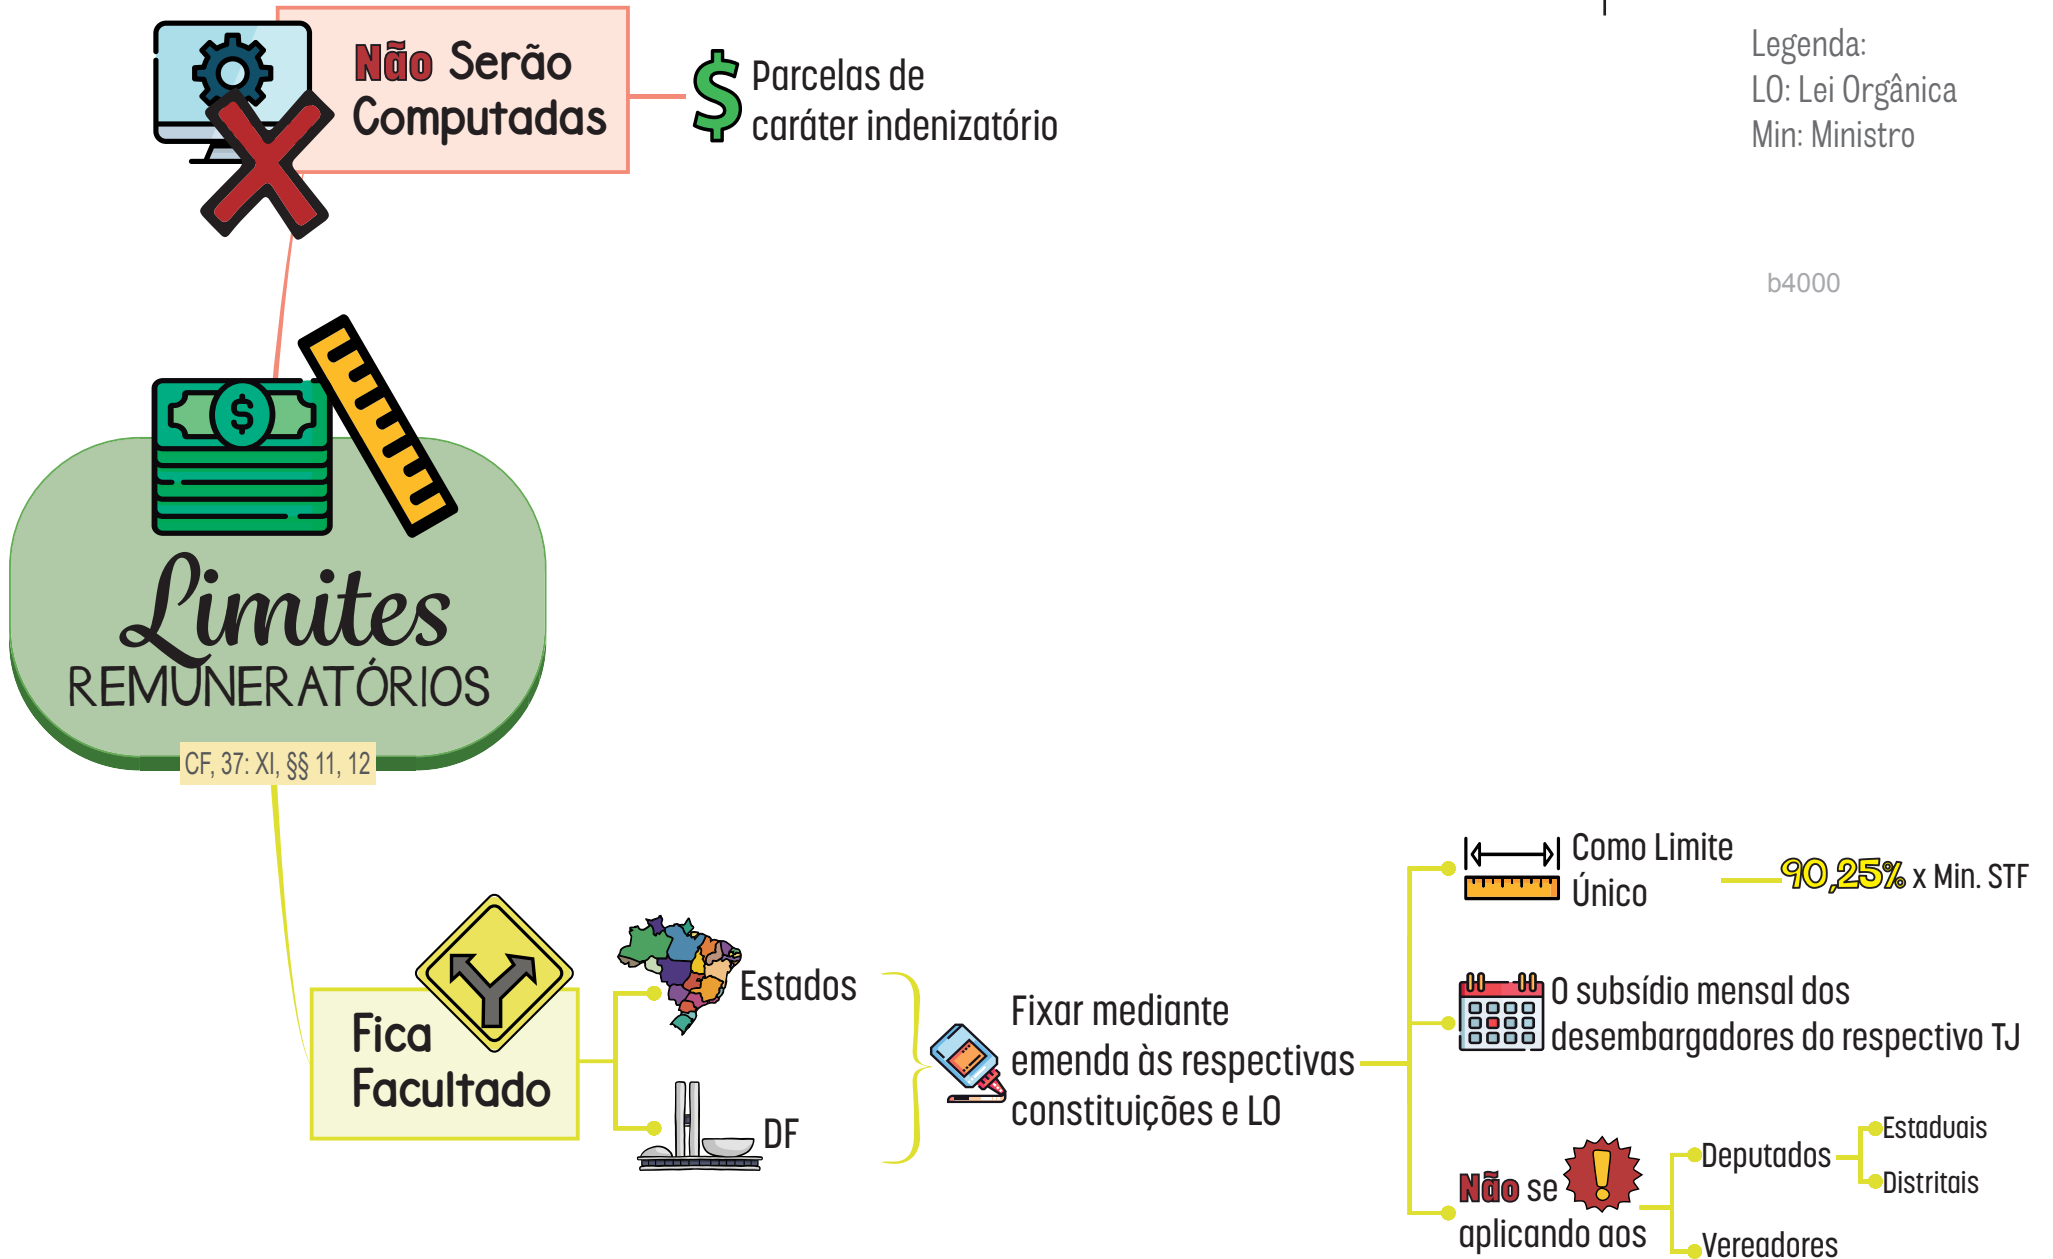 Não Serão
Computadas
Parcelas de
caráter indenizatório
Legenda:
LO: Lei Orgânica
Min: Ministro
b4000
Limites
REMUNERATÓRIOS
CF, 37: XI, §§ 11, 12
Fica
Facultado
Estados
DF
Fixar mediante
emenda às respectivas
constituições e LO
Como Limite
Único
90,25% x Min. STF
O subsídio mensal dos
desembargadores do respectivo TJ
Não se
aplicando aos
Deputados
Estaduais
Distritais
Vereadores